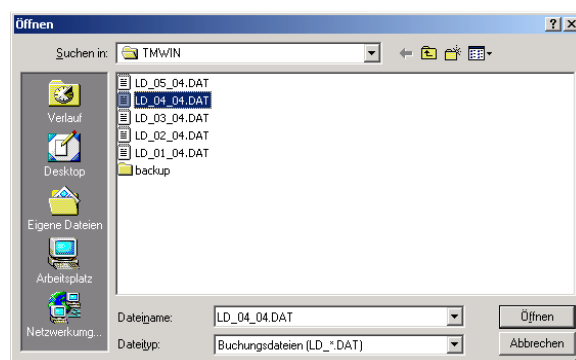 Öffnen
Suchen in: TMWIN
Verlauf
Desktop
Eigene Dateien
Arbeitsplatz
Netzwerkumg...
LD_05_04.DAT
LD_04_04.DAT
LD_03_04.DAT
LD_02_04.DAT
LD_01_04.DAT
backup
Dateiname: LD_04_04.DAT Öffnen
Dateityp: Buchungsdateien (LD_*.DAT) Abbrechen